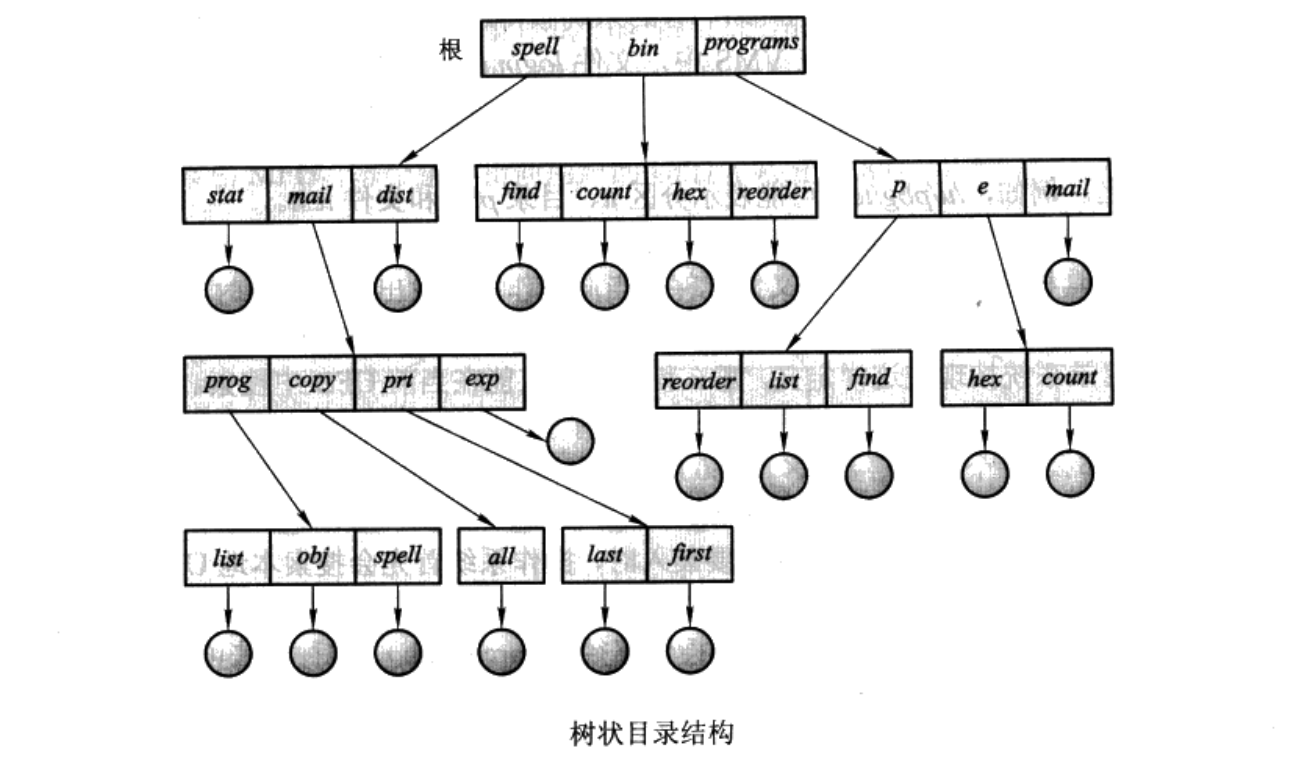 根 spell bin programs
stat mail dist find count hex reorder p e mail
prog copy prt exp reorder list find hex count
list obj spell all last first
树状目录结构